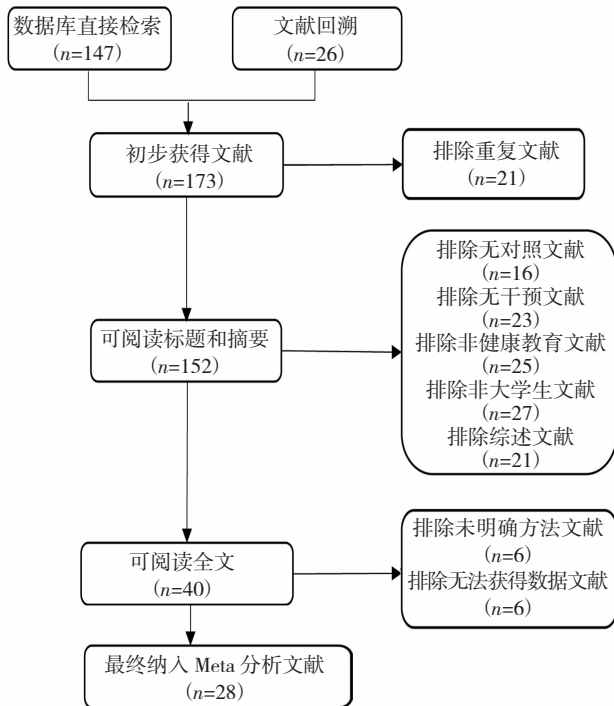 数据库直接检索
(n=147)
文献回溯
(n=26)
初步获得文献
(n=173)
排除重复文献
(n=21)
可阅读标题和摘要
(n=152)
排除无对照文献
(n=16)
排除无干预文献
(n=23)
排除非健康教育文献
(n=25)
排除非大学生文献
(n=27)
排除综述文献
(n=21)
可阅读全文
(n=40)
排除未明确方法文献
(n=6)
排除无法获得数据文献
(n=6)
最终纳入 Meta 分析文献
(n=28)